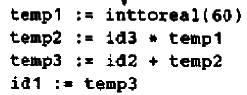 temp1 := inttoreal(60)
temp2 := id3 * temp1
temp3 := id2 + temp2
id1 := temp3